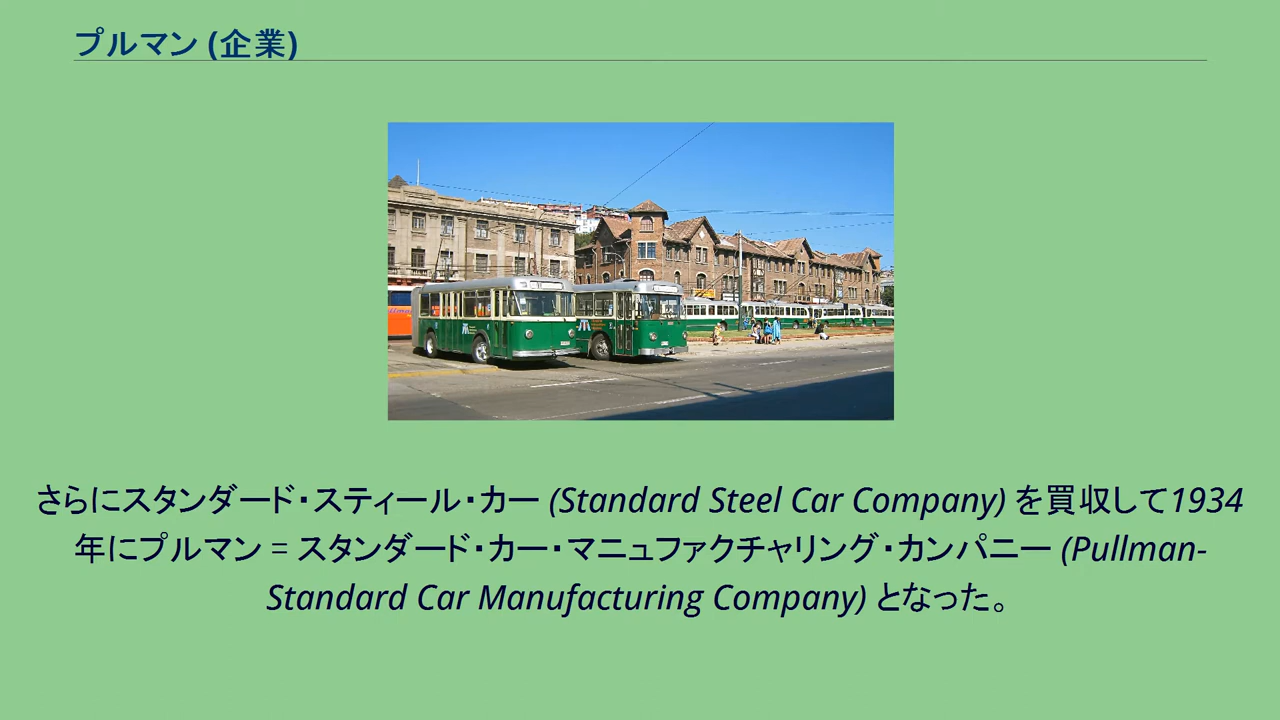 プルマン (企業)
さらにスタンダード・スティール・カー (Standard Steel Car Company) を買収して1934
年にプルマン = スタンダード・カー・マニュファクチャリング・カンパニー (Pullman-
Standard Car Manufacturing Company) となった。